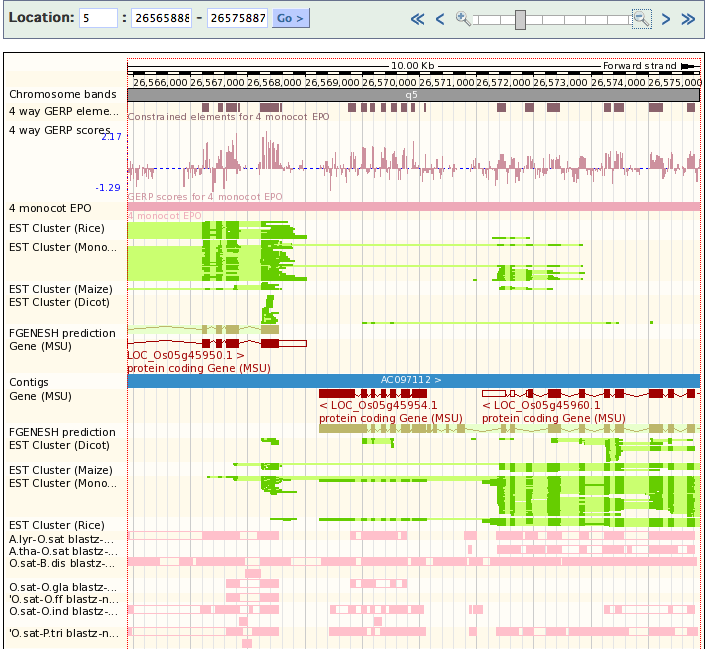 Location: 5 : 26565888 - 26575887 Go >
10.00 Kb Forward strand
26,566,000 26,567,000 26,568,000 26,569,000 26,570,000 26,571,000 26,572,000 26,573,000 26,574,000 26,575,000
Chromosome bands q5
4 way GERP eleme...
Constrained elements for 4 monocot EPO
4 way GERP scores
2.17
-1.29
GERP scores for 4 monocot EPO
4 monocot EPO
4 monocot EPO
EST Cluster (Rice)
EST Cluster (Mono...
EST Cluster (Maize)
EST Cluster (Dicot)
FGENESH prediction
Gene (MSU)
LOC_Os05g45950.1 >
protein coding Gene (MSU)
Contigs AC097112 >
Gene (MSU)
< LOC_Os05g45954.1 < LOC_Os05g45960.1
protein coding Gene (MSU) protein coding Gene (MSU)
FGENESH prediction
EST Cluster (Dicot)
EST Cluster (Maize)
EST Cluster (Mono...
EST Cluster (Rice)
A.lyr-O.sat blastz-...
A.tha-O.sat blastz-...
O.sat-B.dis blastz-...
O.sat-O.gla blastz-...
'O.sat-O.ff blastz-n...
O.sat-O.ind blastz-...
'O.sat-P.tri blastz-n...